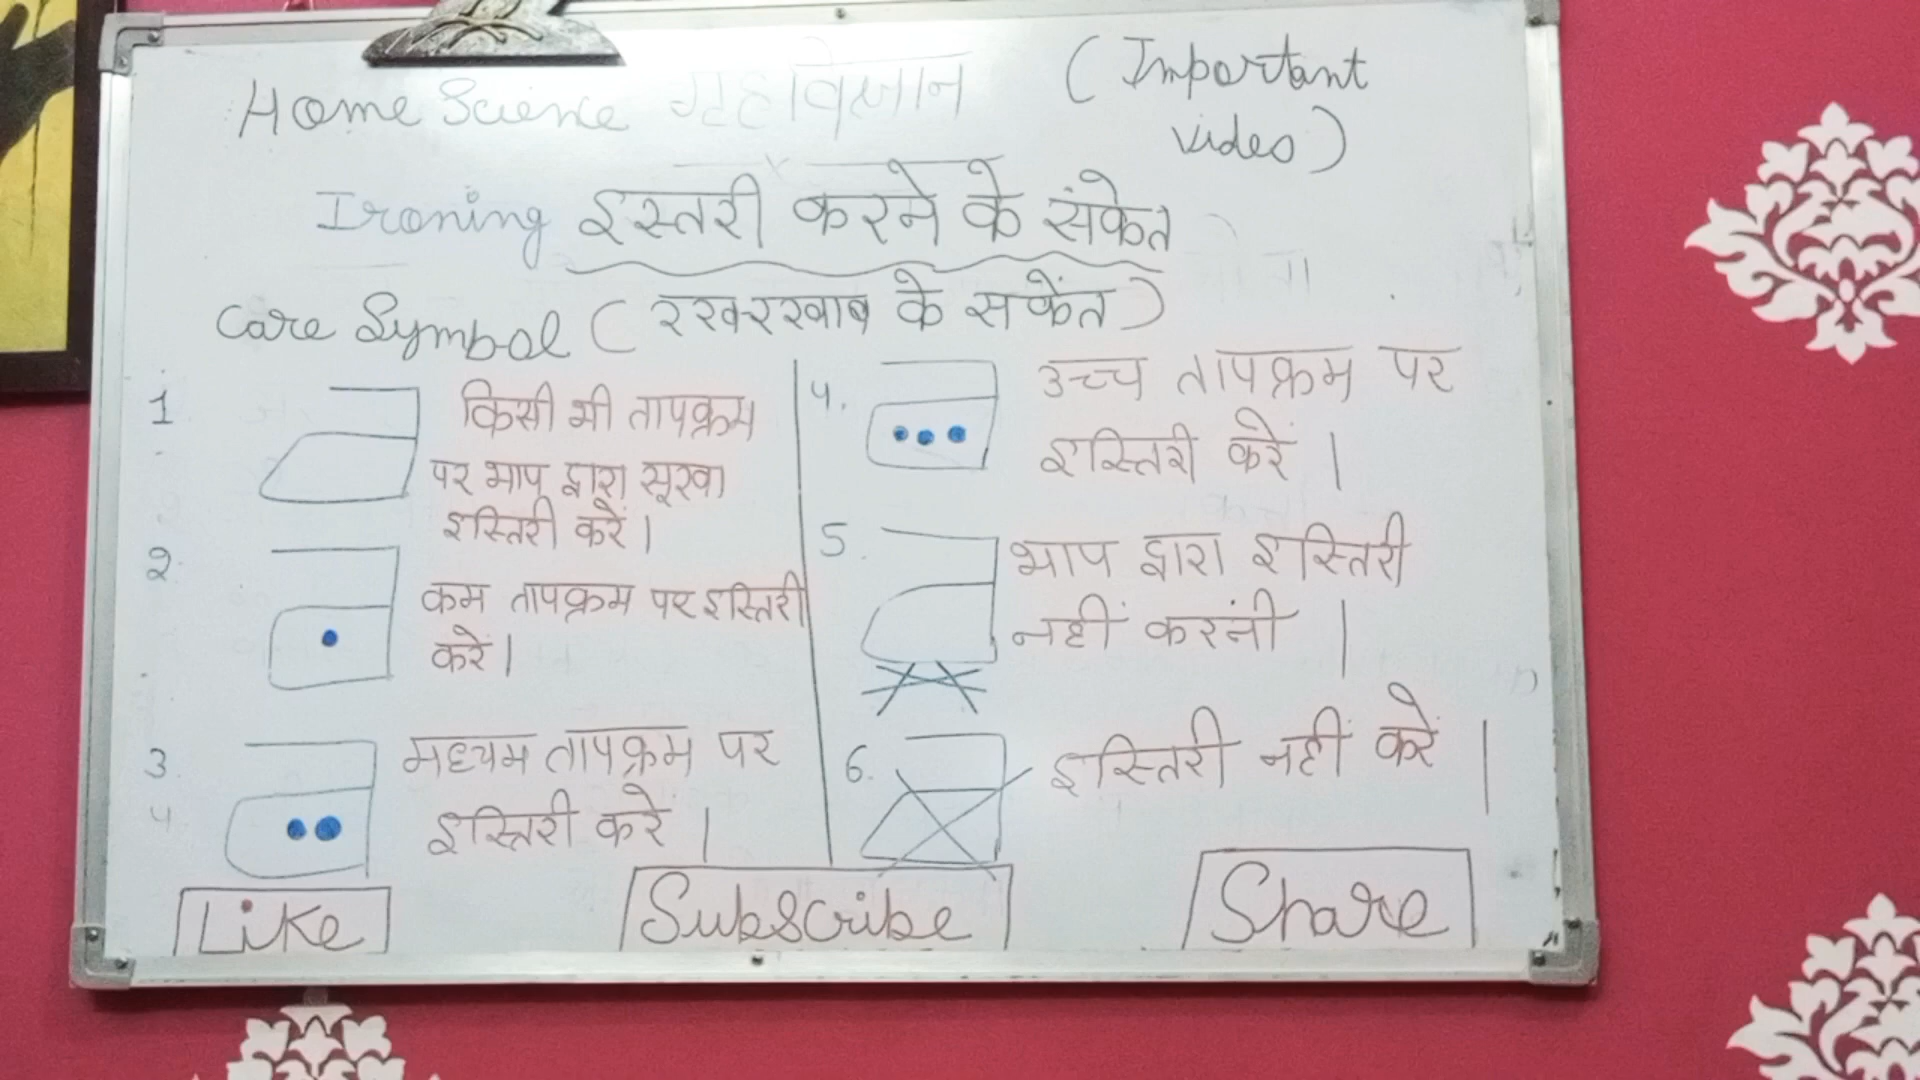 Home Science गृहविज्ञान (Important
video)
Ironing इस्तरी करने के संकेत
Care Symbol (रखरखाव के सकेंत)
1 किसी भी तापक्रम
पर भाप द्वारा सूखा
इस्तिरी करें।
2 कम तापक्रम पर इस्तिरी
करें।
3. मध्यम तापक्रम पर
इस्तिरी करें।
4. उच्च तापक्रम पर
इस्तिरी करें।
5. भाप द्वारा इस्तिरी
नहीं करनीं।
6. इस्तिरी नहीं करें।
Like Subscribe Share